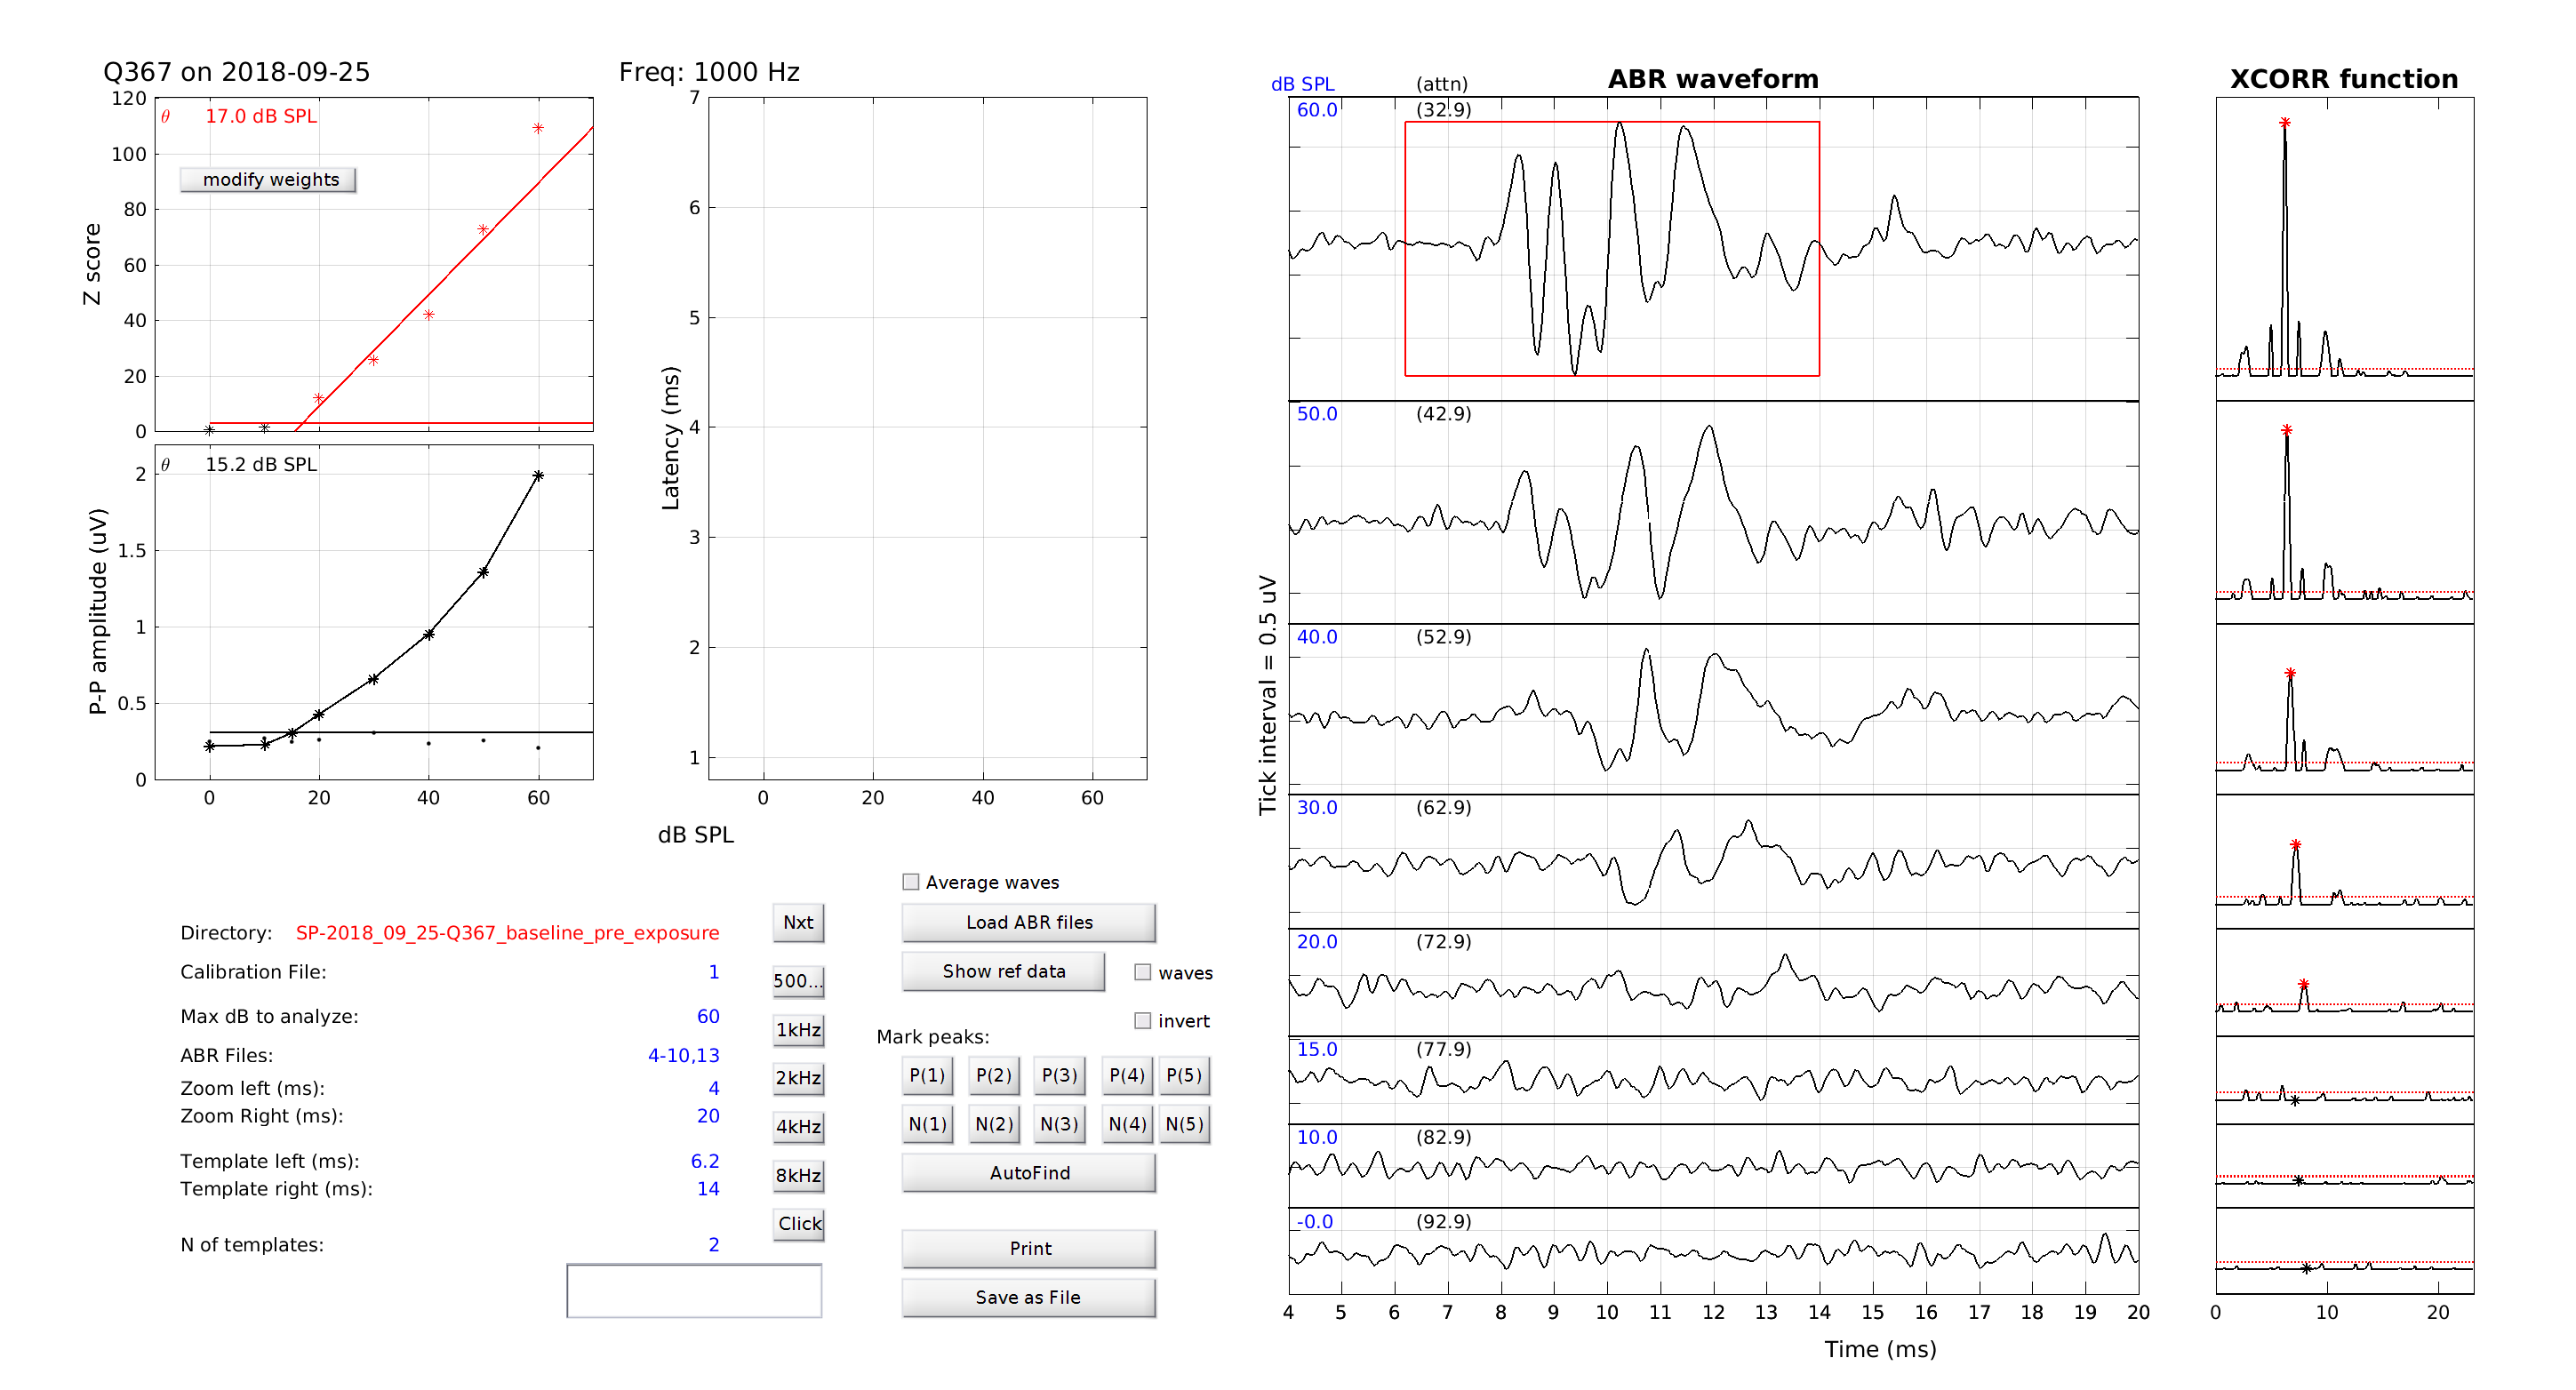 Q367 on 2018-09-25
Freq: 1000 Hz
120
100
80
60
40
20
0
Z score
θ 17.0 dB SPL
modify weights
2
1.5
1
0.5
0
P-P amplitude (uV)
θ 15.2 dB SPL
0 20 40 60
7
6
5
4
3
2
1
Latency (ms)
0 20 40 60
dB SPL
Directory: SP-2018_09_25-Q367_baseline_pre_exposure
Calibration File: 1
Max dB to analyze: 60
ABR Files: 4-10,13
Zoom left (ms): 4
Zoom Right (ms): 20
Template left (ms): 6.2
Template right (ms): 14
N of templates: 2
Nxt
500...
1kHz
2kHz
4kHz
8kHz
Click
Average waves
Load ABR files
Show ref data
waves
invert
Mark peaks:
P(1) P(2) P(3) P(4) P(5)
N(1) N(2) N(3) N(4) N(5)
AutoFind
Print
Save as File
dB SPL (attn) ABR waveform
60.0 (32.9)
50.0 (42.9)
40.0 (52.9)
30.0 (62.9)
20.0 (72.9)
15.0 (77.9)
10.0 (82.9)
-0.0 (92.9)
Tick interval = 0.5 uV
4 5 6 7 8 9 10 11 12 13 14 15 16 17 18 19 20
Time (ms)
XCORR function
0 10 20